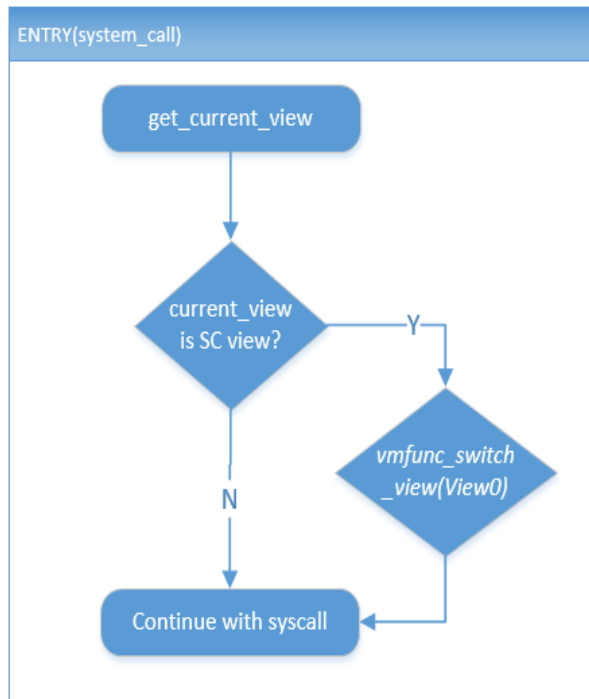 ENTRY(system_call)
get_current_view
current_view
is SC view?
Y
vmfunc_switch
_view(View0)
N
Continue with syscall